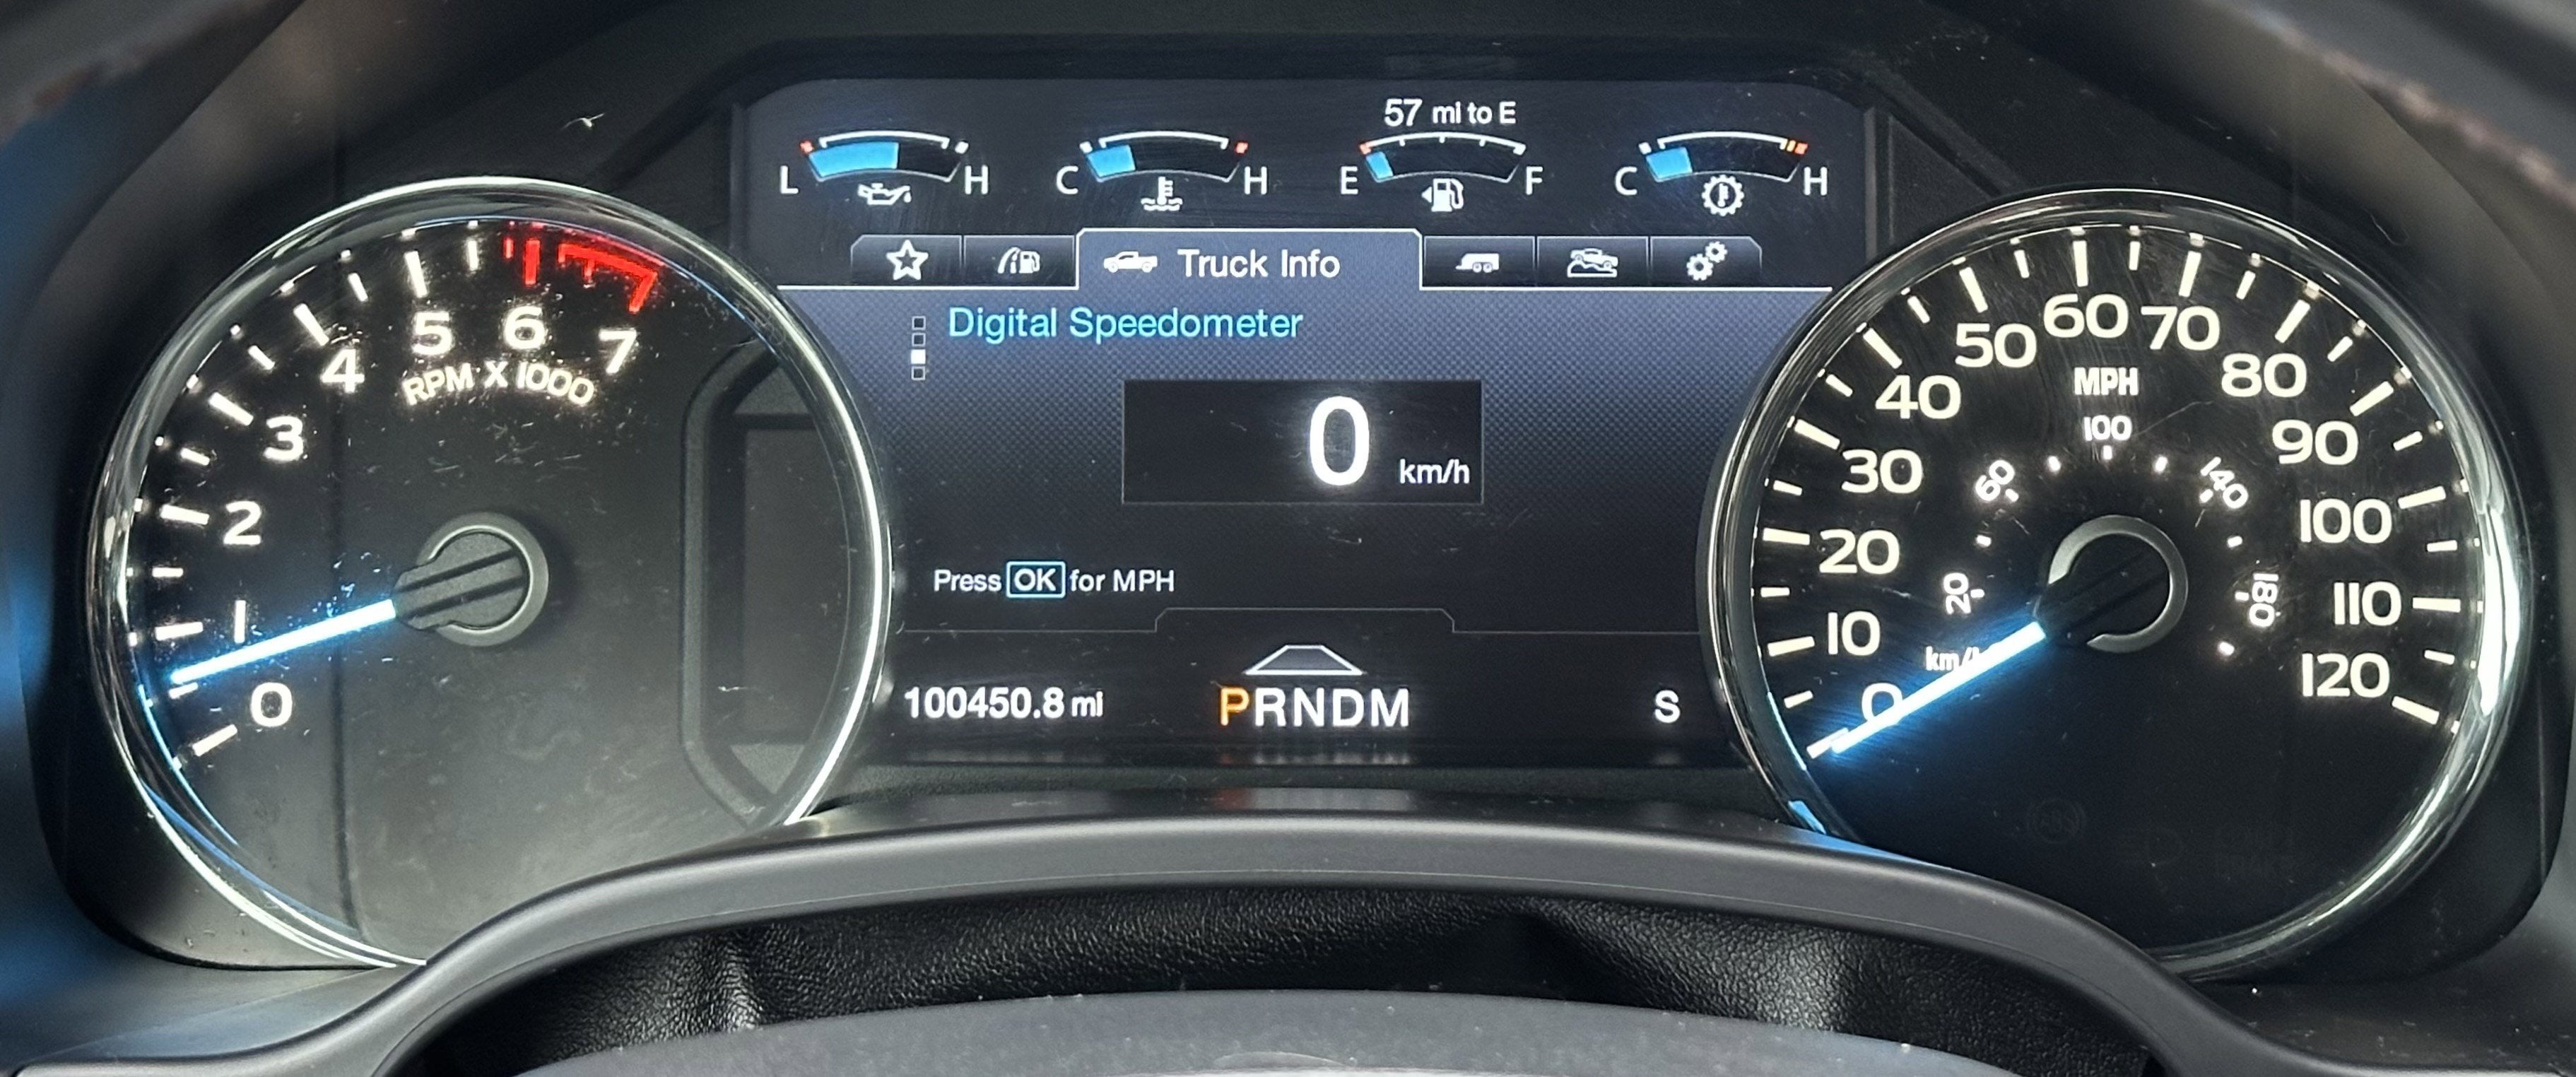 57 mi to E
L H C H E F C H
Truck Info
Digital Speedometer
0 km/h
Press OK for MPH
100450.8 mi PRNDM S
0 1 2 3 4 5 6 7
RPM X 1000
0 10 20 30 40 50 60 70 80 90 100 110 120
MPH
20 60 100 140 180